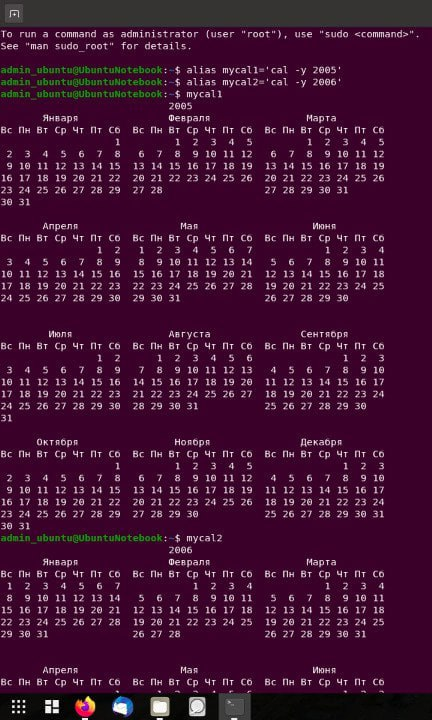 To run a command as administrator (user "root"), use "sudo <command>".
See "man sudo_root" for details.
admin_ubuntu@UbuntuNotebook:~$ alias mycal1='cal -y 2005'
admin_ubuntu@UbuntuNotebook:~$ alias mycal2='cal -y 2006'
admin_ubuntu@UbuntuNotebook:~$ mycal1
2005
Января Февраля Марта
Вс Пн Вт Ср Чт Пт Сб Вс Пн Вт Ср Чт Пт Сб Вс Пн Вт Ср Чт Пт Сб
1 1 2 3 4 5 1 2 3 4 5
2 3 4 5 6 7 8 6 7 8 9 10 11 12 6 7 8 9 10 11 12
9 10 11 12 13 14 15 13 14 15 16 17 18 19 13 14 15 16 17 18 19
16 17 18 19 20 21 22 20 21 22 23 24 25 26 20 21 22 23 24 25 26
23 24 25 26 27 28 29 27 28 27 28 29 30 31
30 31
Апреля Мая Июня
Вс Пн Вт Ср Чт Пт Сб Вс Пн Вт Ср Чт Пт Сб Вс Пн Вт Ср Чт Пт Сб
1 2 1 2 3 4 5 6 7 1 2 3 4
3 4 5 6 7 8 9 8 9 10 11 12 13 14 5 6 7 8 9 10 11
10 11 12 13 14 15 16 15 16 17 18 19 20 21 12 13 14 15 16 17 18
17 18 19 20 21 22 23 22 23 24 25 26 27 28 19 20 21 22 23 24 25
24 25 26 27 28 29 30 29 30 31 26 27 28 29 30
Июля Августа Сентября
Вс Пн Вт Ср Чт Пт Сб Вс Пн Вт Ср Чт Пт Сб Вс Пн Вт Ср Чт Пт Сб
1 2 1 2 3 4 5 6 1 2 3
3 4 5 6 7 8 9 7 8 9 10 11 12 13 4 5 6 7 8 9 10
10 11 12 13 14 15 16 14 15 16 17 18 19 20 11 12 13 14 15 16 17
17 18 19 20 21 22 23 21 22 23 24 25 26 27 18 19 20 21 22 23 24
24 25 26 27 28 29 30 28 29 30 31 25 26 27 28 29 30
31
Октября Ноября Декабря
Вс Пн Вт Ср Чт Пт Сб Вс Пн Вт Ср Чт Пт Сб Вс Пн Вт Ср Чт Пт Сб
1 1 2 3 4 5 1 2 3
2 3 4 5 6 7 8 6 7 8 9 10 11 12 4 5 6 7 8 9 10
9 10 11 12 13 14 15 13 14 15 16 17 18 19 11 12 13 14 15 16 17
16 17 18 19 20 21 22 20 21 22 23 24 25 26 18 19 20 21 22 23 24
23 24 25 26 27 28 29 27 28 29 30 25 26 27 28 29 30 31
30 31
admin_ubuntu@UbuntuNotebook:~$ mycal2
2006
Января Февраля Марта
Вс Пн Вт Ср Чт Пт Сб Вс Пн Вт Ср Чт Пт Сб Вс Пн Вт Ср Чт Пт Сб
1 2 3 4 5 6 7 1 2 3 4 1 2 3 4
8 9 10 11 12 13 14 5 6 7 8 9 10 11 5 6 7 8 9 10 11
15 16 17 18 19 20 21 12 13 14 15 16 17 18 12 13 14 15 16 17 18
22 23 24 25 26 27 28 19 20 21 22 23 24 25 19 20 21 22 23 24 25
29 30 31 26 27 28 26 27 28 29 30 31
Апреля Мая Июня
Вс Пн Вт Ср Чт Пт Сб Вс Пн Вт Ср Чт Пт Сб Вс Пн Вт Ср Чт Пт Сб